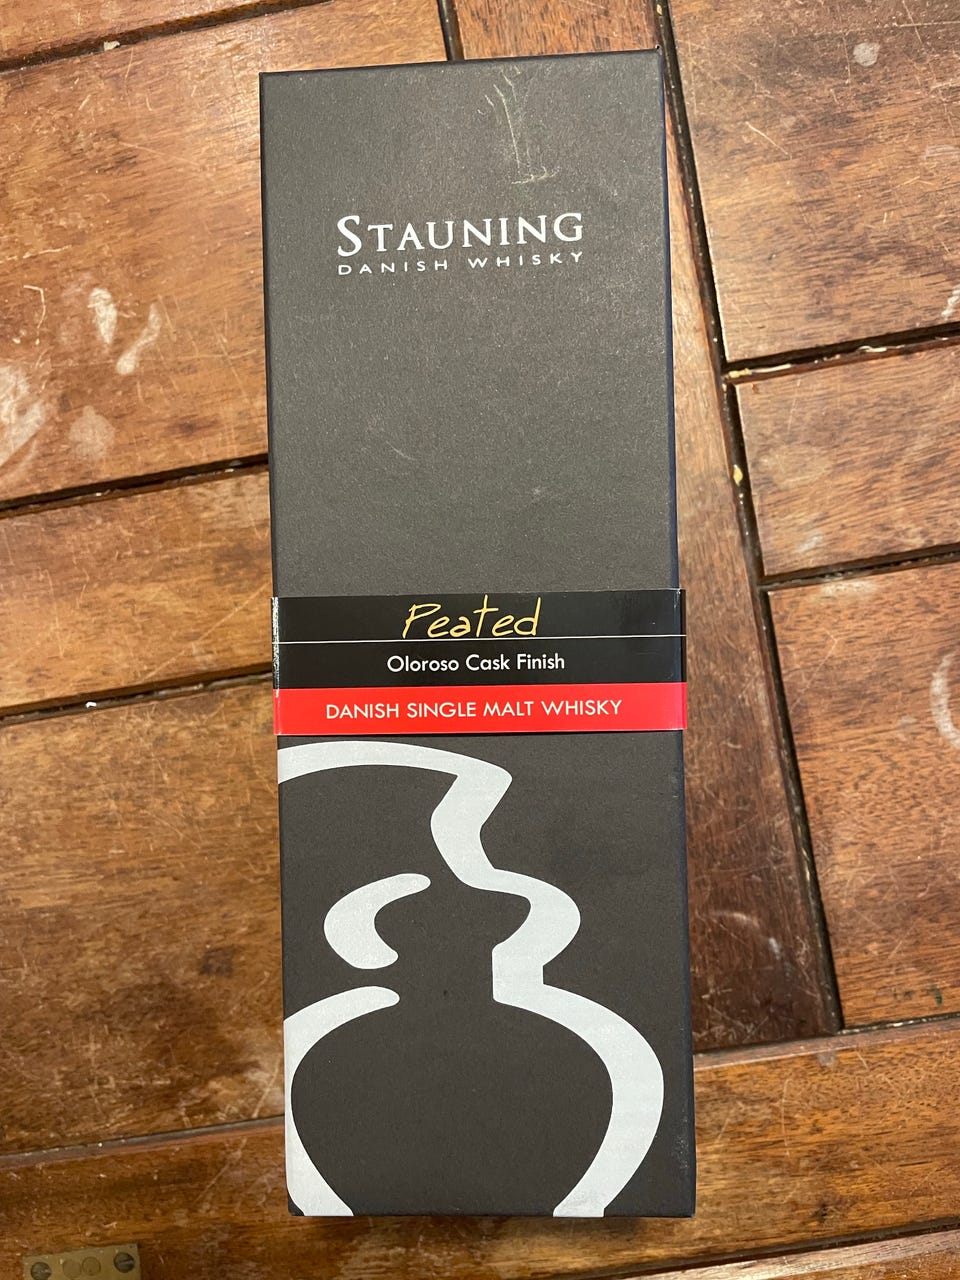 STAUNING
DANISH WHISKY
Peated
Oloroso Cask Finish
DANISH SINGLE MALT WHISKY